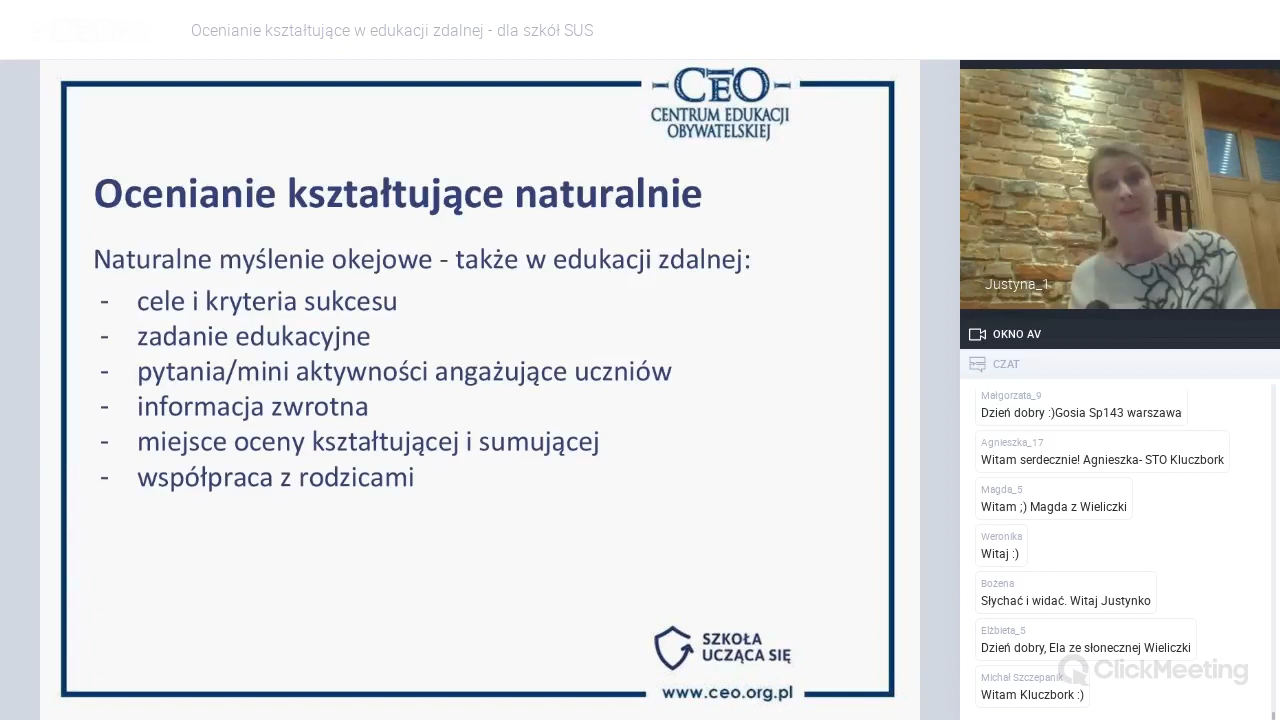 Ocenianie kształtujące w edukacji zdalnej - dla szkół SUS
CEO
CENTRUM EDUKACJI
OBYWATELSKIEJ
Ocenianie kształtujące naturalnie
Naturalne myślenie okejowe - także w edukacji zdalnej:
- cele i kryteria sukcesu
- zadanie edukacyjne
- pytania/mini aktywności angażujące uczniów
- informacja zwrotna
- miejsce oceny kształtującej i sumującej
- współpraca z rodzicami
SZKOŁA
UCZĄCA SIĘ
www.ceo.org.pl
Justyna_1
OKNO AV
CZAT
Małgorzata_9
Dzień dobry :)Gosia Sp143 warszawa
Agnieszka_17
Witam serdecznie! Agnieszka- STO Kluczbork
Magda_5
Witam ;) Magda z Wieliczki
Weronika
Witaj :)
Bożena
Słychać i widać. Witaj Justynko
Elżbieta_5
Dzień dobry, Ela ze słonecznej Wieliczki
Michał Szczepanik
Witam Kluczbork :)
ClickMeeting